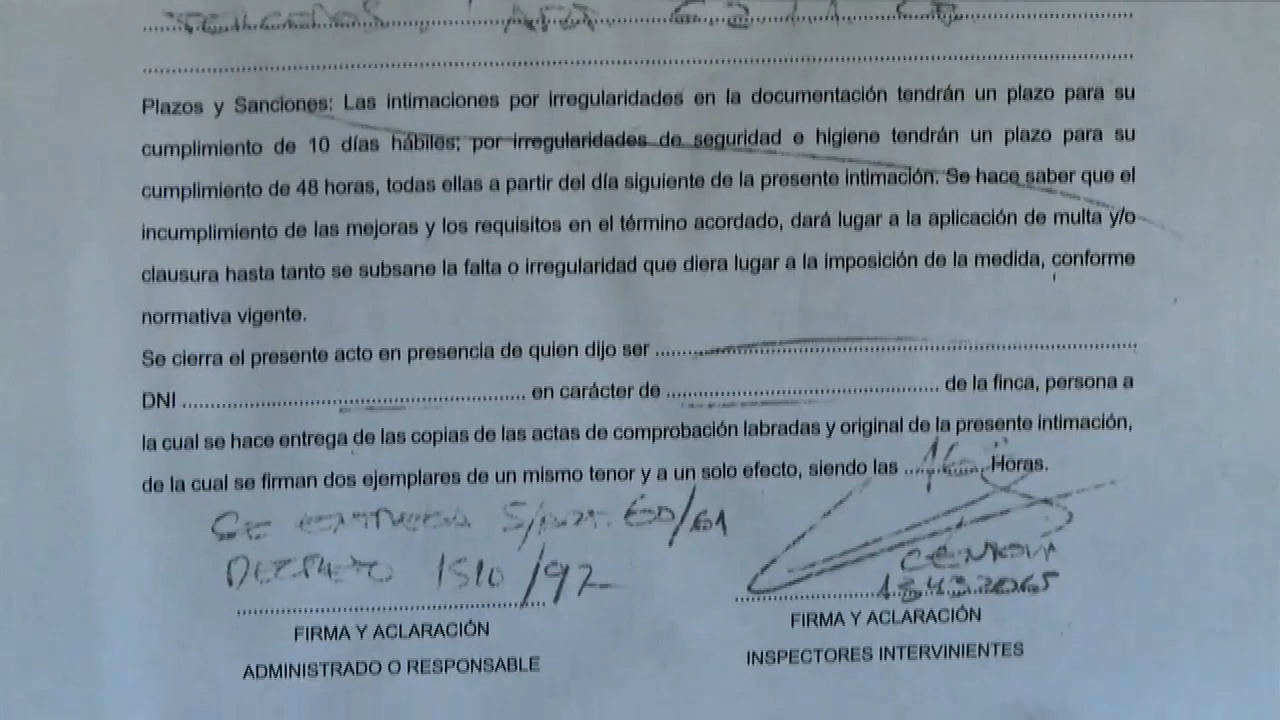 Plazos y Sanciones: Las intimaciones por irregularidades en la documentación tendrán un plazo para su
cumplimiento de 10 días hábiles; por irregularidades de seguridad e higiene tendrán un plazo para su
cumplimiento de 48 horas, todas ellas a partir del día siguiente de la presente intimación. Se hace saber que el
incumplimiento de las mejoras y los requisitos en el término acordado, dará lugar a la aplicación de multa y/o
clausura hasta tanto se subsane la falta o irregularidad que diera lugar a la imposición de la medida, conforme
normativa vigente.
Se cierra el presente acto en presencia de quien dijo ser ........................................
DNI ........................................ en carácter de ........................................ de la finca, persona a
la cual se hace entrega de las copias de las actas de comprobación labradas y original de la presente intimación,
de la cual se firman dos ejemplares de un mismo tenor y a un solo efecto, siendo las 16 Horas.
SE ENTREGA S/ART. 60/61
DECRETO 1510/97
FIRMA Y ACLARACIÓN
ADMINISTRADO O RESPONSABLE
FIRMA Y ACLARACIÓN
INSPECTORES INTERVINIENTES